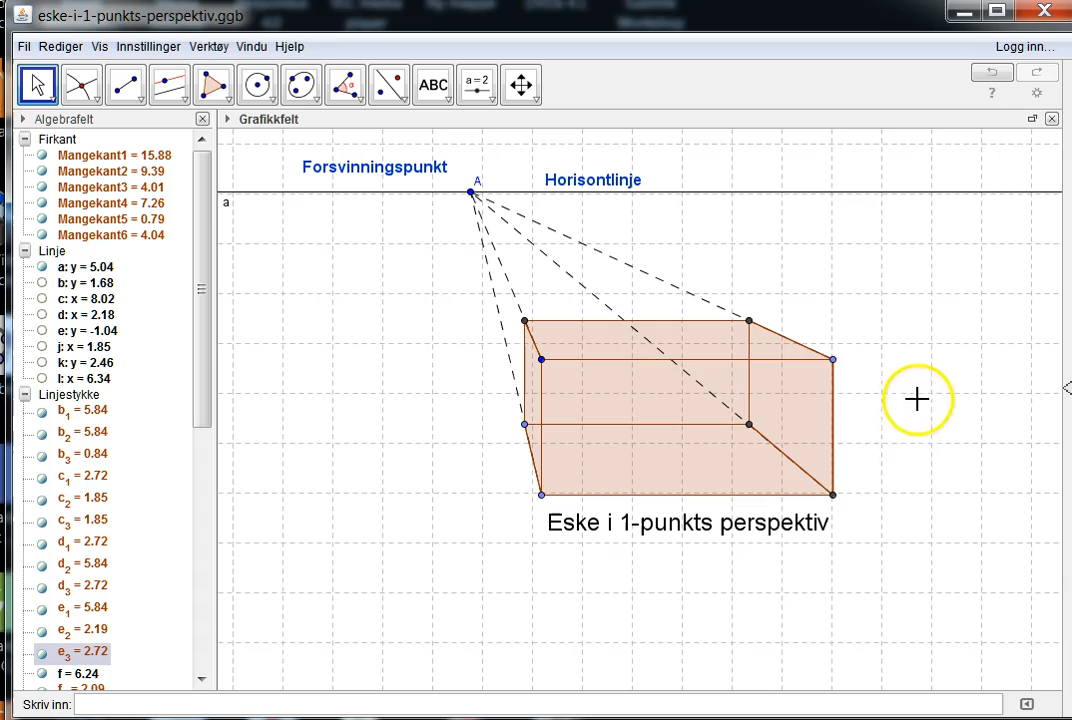 eske-i-1-punkts-perspektiv.ggb
Fil Rediger Vis Innstillinger Verktøy Vindu Hjelp Logg inn...
ABC a=2
Algebrafelt Grafikkfelt
Firkant
Mangekant1 = 15.88
Mangekant2 = 9.39
Mangekant3 = 4.01
Mangekant4 = 7.26
Mangekant5 = 0.79
Mangekant6 = 4.04
Linje
a: y = 5.04
b: y = 1.68
c: x = 8.02
d: x = 2.18
e: y = -1.04
j: x = 1.85
k: y = 2.46
l: x = 6.34
Linjestykke
b1 = 5.84
b2 = 5.84
b3 = 0.84
c1 = 2.72
c2 = 1.85
c3 = 1.85
d1 = 2.72
d2 = 5.84
d3 = 2.72
e1 = 5.84
e2 = 2.19
e3 = 2.72
f = 6.24
Forsvinningspunkt
A
Horisontlinje
a
α
Eske i 1-punkts perspektiv
Skriv inn: